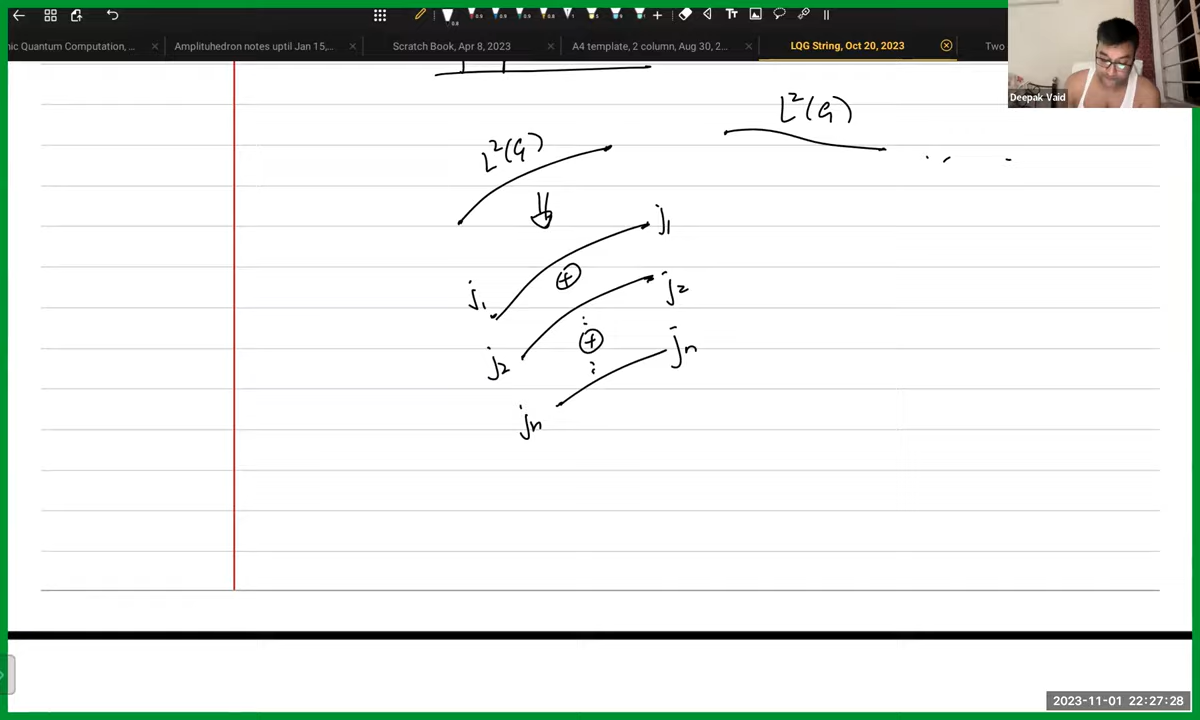 nic Quantum Computation, ...
Amplituhedron notes uptil Jan 15,...
Scratch Book, Apr 8, 2023
A4 template, 2 column, Aug 30, 2...
LQG String, Oct 20, 2023
Two
Tт
Deepak Vaid
L²(G)
L²(G)
j₁
⊕
j₁
j₂
⊕
j₂
jₙ
jₙ
2023-11-01 22:27:28